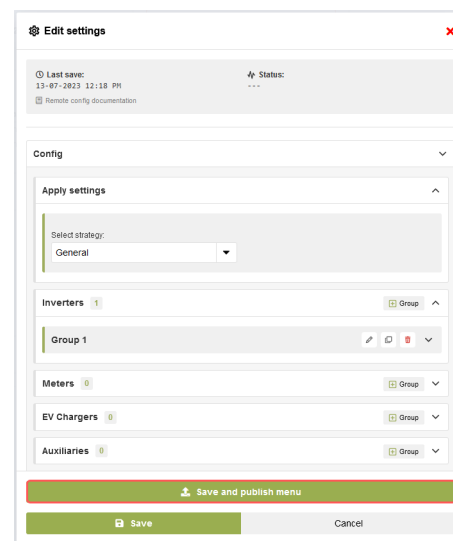 Edit settings
Last save:
Status:
13-07-2023 12:18 PM
---
Remote config documentation
Config
Apply settings
Select strategy:
General
Inverters 1
Group
Group 1
Meters 0
Group
EV Chargers 0
Group
Auxiliaries 0
Group
Save and publish menu
Save
Cancel